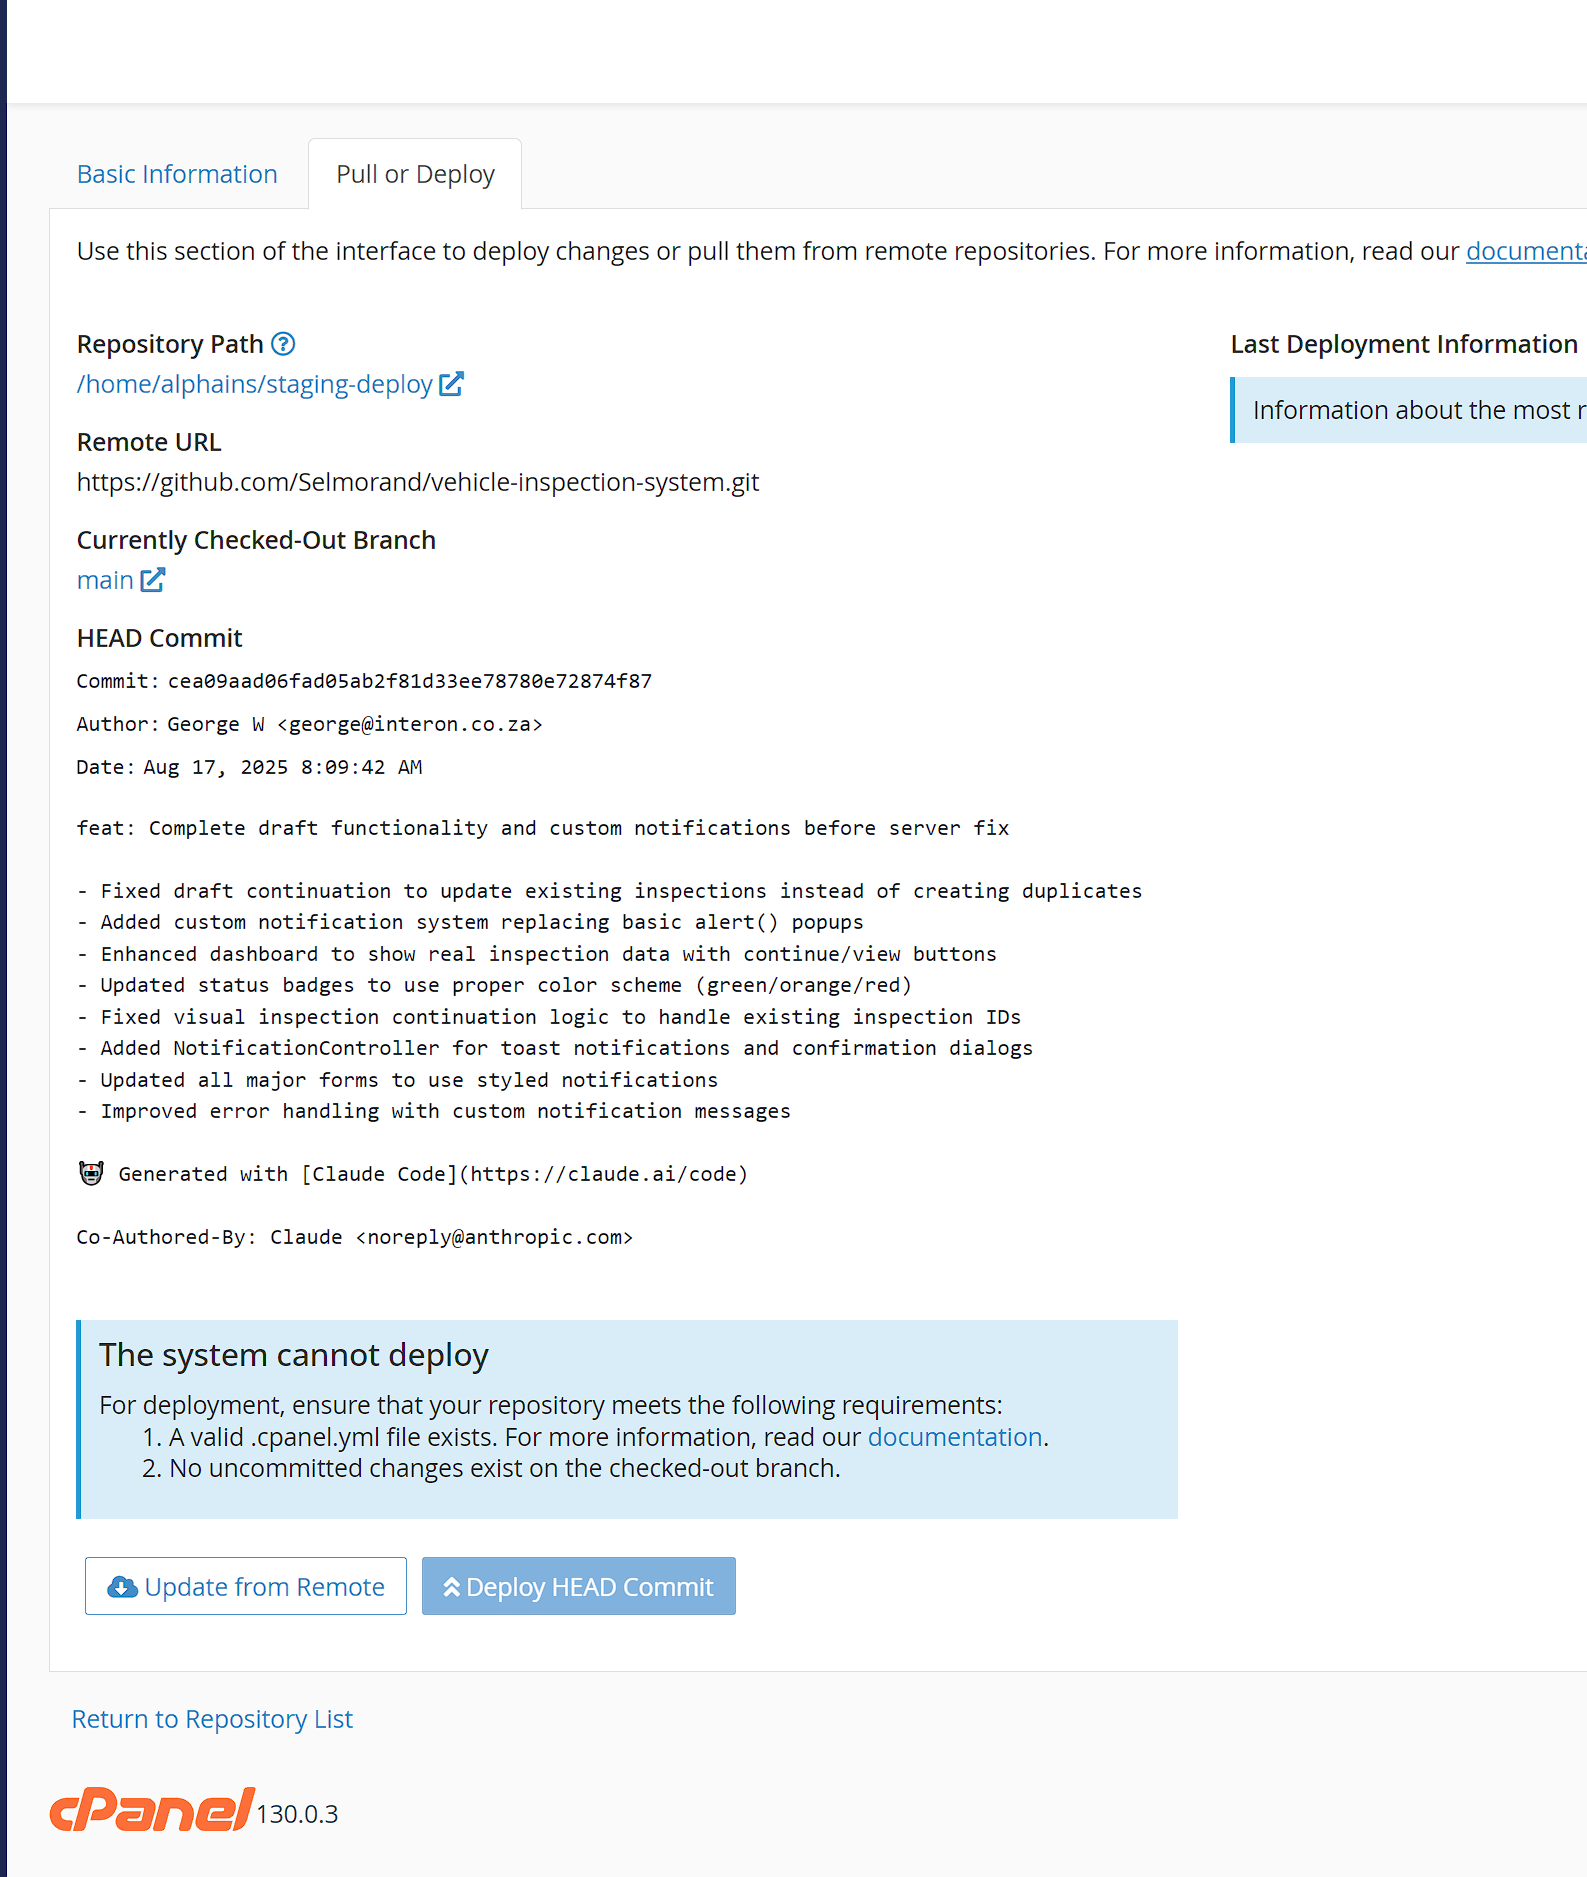 Basic Information
Pull or Deploy
Use this section of the interface to deploy changes or pull them from remote repositories. For more information, read our
Repository Path
/home/alphains/staging-deploy
Remote URL
https://github.com/Selmorand/vehicle-inspection-system.git
Currently Checked-Out Branch
main
HEAD Commit
Commit: cea09aad06fad05ab2f81d33ee78780e72874f87
Author: George W <george@interon.co.za>
Date: Aug 17, 2025 8:09:42 AM
feat: Complete draft functionality and custom notifications before server fix
- Fixed draft continuation to update existing inspections instead of creating duplicates
- Added custom notification system replacing basic alert() popups
- Enhanced dashboard to show real inspection data with continue/view buttons
- Updated status badges to use proper color scheme (green/orange/red)
- Fixed visual inspection continuation logic to handle existing inspection IDs
- Added NotificationController for toast notifications and confirmation dialogs
- Updated all major forms to use styled notifications
- Improved error handling with custom notification messages
🤖 Generated with [Claude Code](https://claude.ai/code)
Co-Authored-By: Claude <noreply@anthropic.com>
The system cannot deploy
For deployment, ensure that your repository meets the following requirements:
1. A valid .cpanel.yml file exists. For more information, read our documentation.
2. No uncommitted changes exist on the checked-out branch.
Update from Remote
Deploy HEAD Commit
Last Deployment Information
Information about the most
Return to Repository List
cPanel 130.0.3